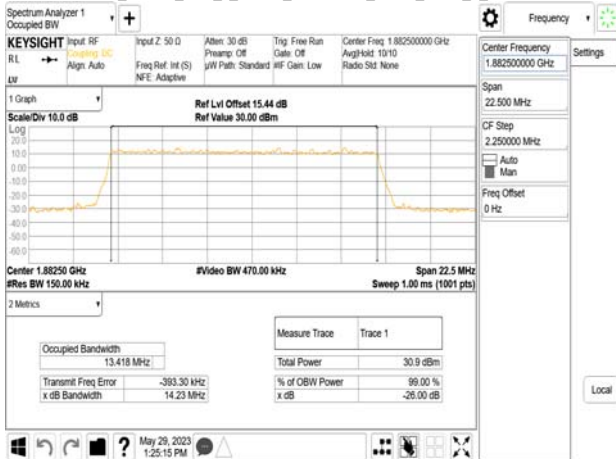 Spectrum Analyzer 1
Occupied BW
Frequency
KEYSIGHT
RL
Input: RF
Coupling: DC
Align: Auto
Input Z: 50 Ω
Freq Ref: Int (S)
NFE: Adaptive
Atten: 30 dB
Preamp: Off
µW Path: Standard
Trig: Free Run
Gate: Off
#IF Gain: Low
Center Freq: 1.882500000 GHz
Avg|Hold: 10/10
Radio Std: None
Center Frequency
1.882500000 GHz
Settings
Span
22.500 MHz
CF Step
2.250000 MHz
Auto
Man
Freq Offset
0 Hz
Local
1 Graph
Scale/Div 10.0 dB
Ref Lvl Offset 15.44 dB
Ref Value 30.00 dBm
Log
20.0
10.0
0.00
-10.0
-20.0
-30.0
-40.0
-50.0
-60.0
Center 1.88250 GHz
#Video BW 470.00 kHz
Span 22.5 MHz
#Res BW 150.00 kHz
Sweep 1.00 ms (1001 pts)
2 Metrics
Measure Trace
Trace 1
Occupied Bandwidth
13.418 MHz
Total Power
30.9 dBm
Transmit Freq Error
-393.30 kHz
% of OBW Power
99.00 %
x dB Bandwidth
14.23 MHz
x dB
-26.00 dB
May 29, 2023
1:25:15 PM